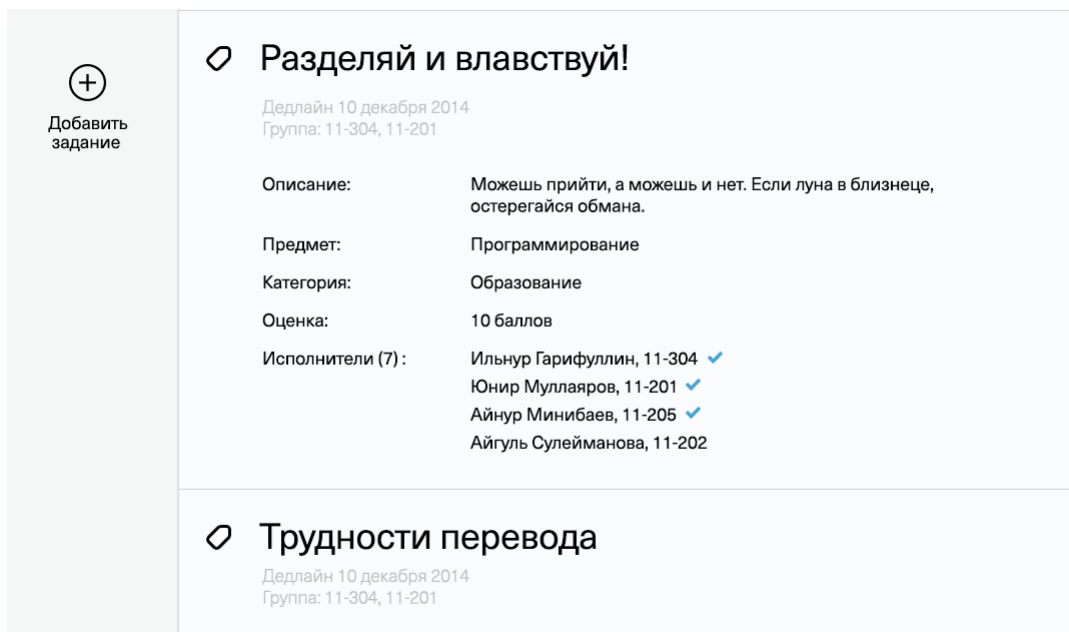 Добавить
задание
Разделяй и влавствуй!
Дедлайн 10 декабря 2014
Группа: 11-304, 11-201
Описание: Можешь прийти, а можешь и нет. Если луна в близнеце,
остерегайся обмана.
Предмет: Программирование
Категория: Образование
Оценка: 10 баллов
Исполнители (7) : Ильнур Гарифуллин, 11-304
Юнир Муллаяров, 11-201
Айнур Минибаев, 11-205
Айгуль Сулейманова, 11-202
Трудности перевода
Дедлайн 10 декабря 2014
Группа: 11-304, 11-201